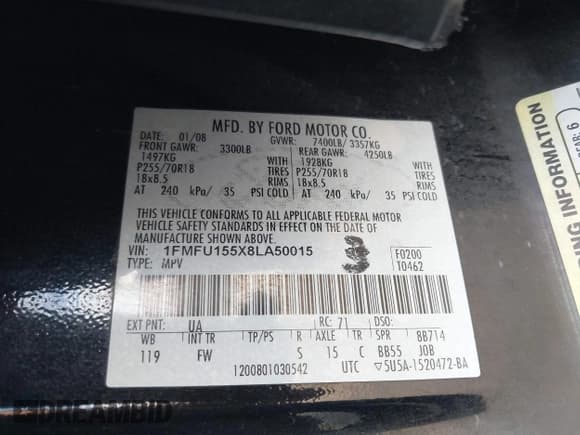 MFD. BY FORD MOTOR CO.
DATE: 01/08 GVWR: 7400LB/ 3357KG
FRONT GAWR: 3300LB REAR GAWR: 4250LB
1497KG 1928KG
P255/70R18 TIRES P255/70R18 TIRES
18x8.5 RIMS 18x8.5 RIMS
AT 240 kPa/ 35 PSI COLD AT 240 kPa/ 35 PSI COLD
THIS VEHICLE CONFORMS TO ALL APPLICABLE FEDERAL MOTOR
VEHICLE SAFETY STANDARDS IN EFFECT ON THE DATE OF
MANUFACTURE SHOWN ABOVE.
VIN: 1FMFU155X8LA50015
TYPE: MPV
3
F0200
T0462
EXT PNT: UA RC: 71 DSO:
WB INT TR TP/PS R AXLE TR SPR 8B714
119 FW S 15 C BB55 JOB
1200801030542 UTC ▽5U5A-1520472-BA
NG INFORMATION
YEAR: 6
DREAMBID